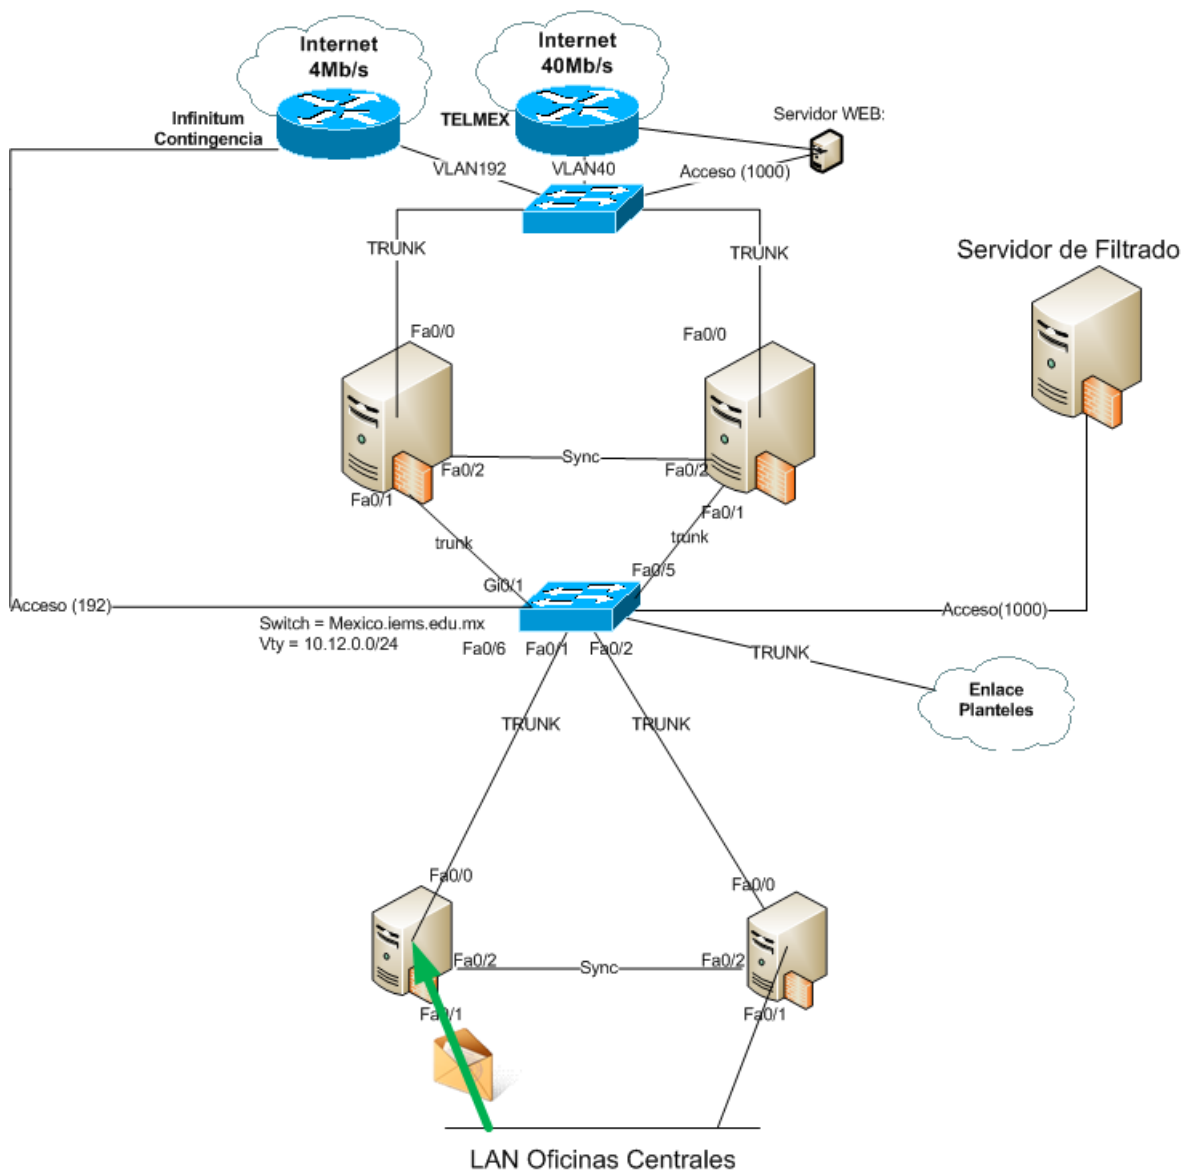 Internet
4Mb/s
Internet
40Mb/s
Infinitum
Contingencia
TELMEX
Servidor WEB:
VLAN192
VLAN40
Acceso (1000)
TRUNK
TRUNK
Servidor de Filtrado
Fa0/0
Fa0/0
Sync
Fa0/2
Fa0/2
Fa0/1
Fa0/1
trunk
trunk
Fa0/5
Gi0/1
Acceso (192)
Acceso(1000)
Switch = Mexico.iems.edu.mx
Vty = 10.12.0.0/24
Fa0/6
Fa0/1
Fa0/2
TRUNK
Enlace
Planteles
TRUNK
TRUNK
Fa0/0
Fa0/0
Fa0/2
Sync
Fa0/2
Fa0/1
Fa0/1
LAN Oficinas Centrales